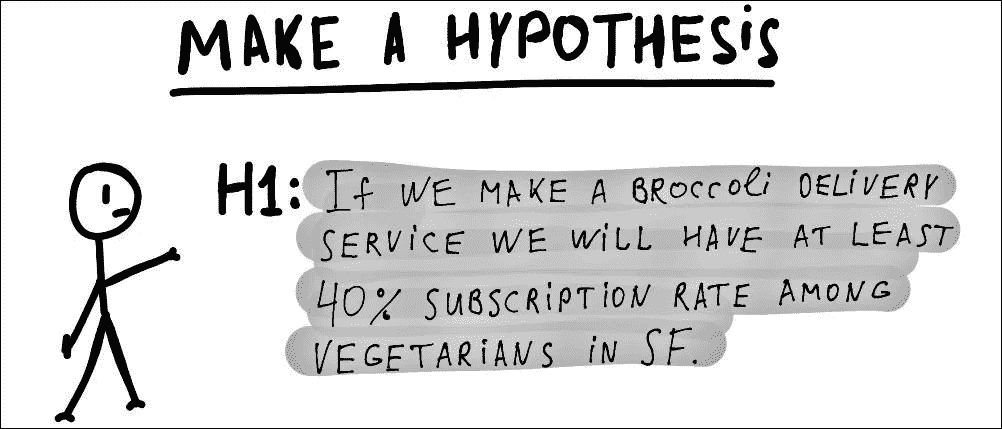 MAKE A HYPOTHESIS
H1: If WE MAKE A BROCCOLI DELIVERY
SERVICE WE WILL HAVE AT LEAST
40% SUBSCRIPTION RATE AMONG
VEGETARIANS IN SF.